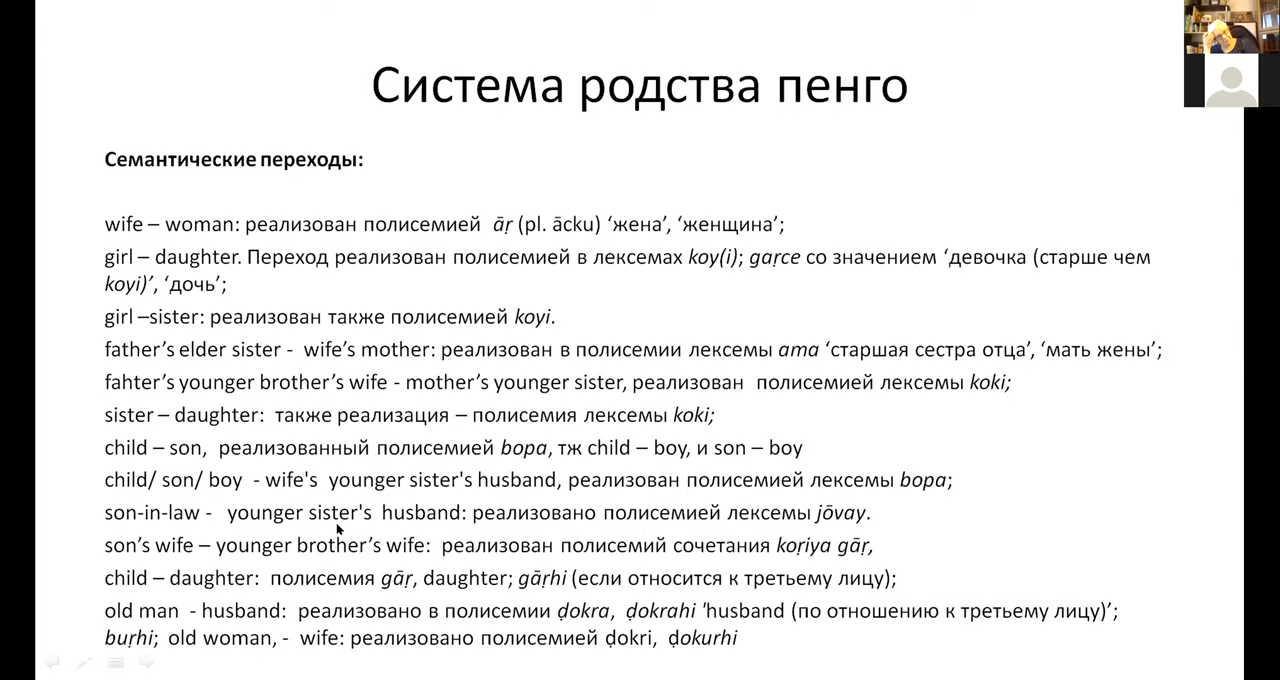 Система родства пенго
Семантические переходы:
wife – woman: реализован полисемией āṛ (pl. ācku) ‘жена’, ‘женщина’;
girl – daughter. Переход реализован полисемией в лексемах koy(i); gaṛce со значением ‘девочка (старше чем
koyi)’, ‘дочь’;
girl –sister: реализован также полисемией koyi.
father’s elder sister - wife’s mother: реализован в полисемии лексемы ama ‘старшая сестра отца’, ‘мать жены’;
fahter’s younger brother’s wife - mother’s younger sister, реализован полисемией лексемы koki;
sister – daughter: также реализация – полисемия лексемы koki;
child – son, реализованный полисемией bopa, тж child – boy, и son – boy
child/ son/ boy - wife's younger sister's husband, реализован полисемией лексемы bopa;
son-in-law - younger sister's husband: реализовано полисемией лексемы jōvay.
son’s wife – younger brother’s wife: реализован полисемий сочетания koṛiya gāṛ,
child – daughter: полисемия gāṛ, daughter; gāṛhi (если относится к третьему лицу);
old man - husband: реализовано в полисемии ḍokra, ḍokrahi 'husband (по отношению к третьему лицу)’;
buṛhi; old woman, - wife: реализовано полисемией ḍokri, ḍokurhi